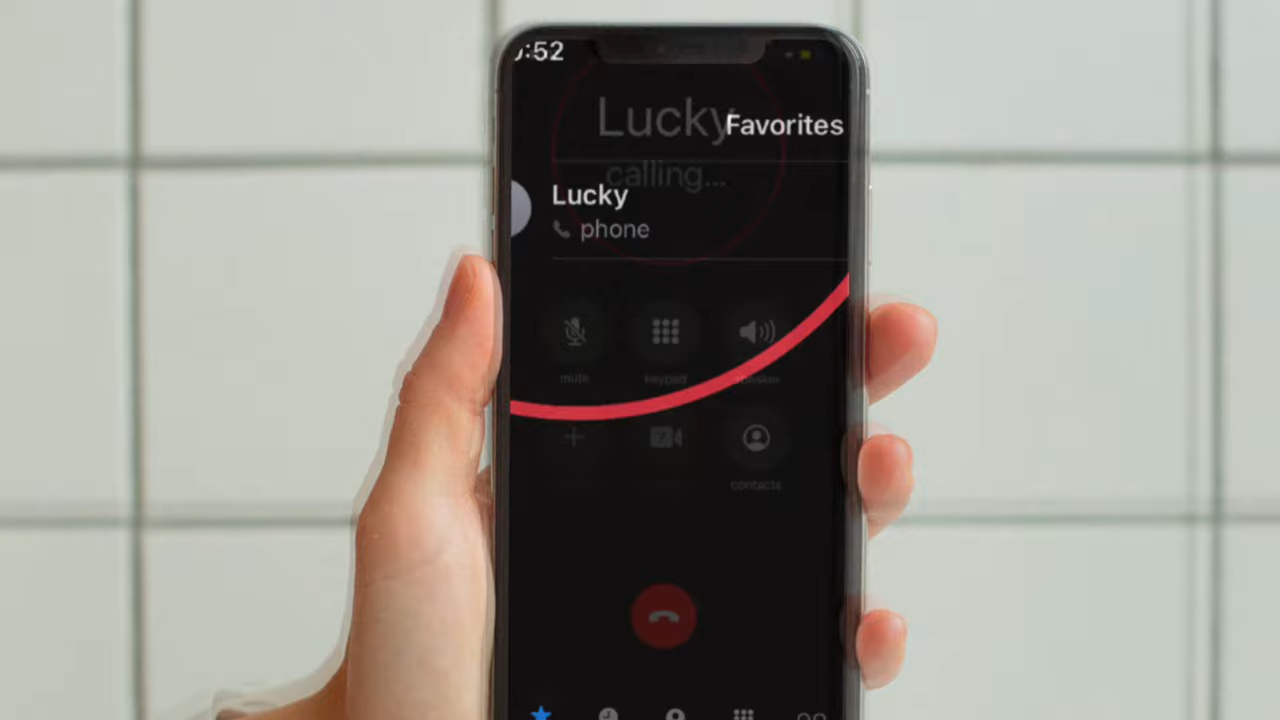 :52
Lucky
Favorites
calling...
Lucky
phone
mute
keypad
speaker
contacts